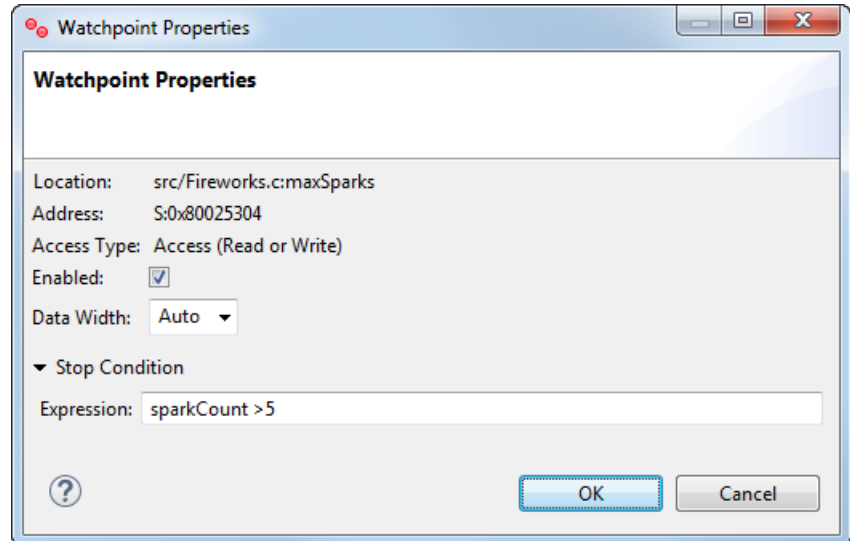 Watchpoint Properties
Watchpoint Properties
Location: src/Fireworks.c:maxSparks
Address: S:0x80025304
Access Type: Access (Read or Write)
Enabled:
Data Width: Auto
Stop Condition
Expression: sparkCount >5
?
OK Cancel